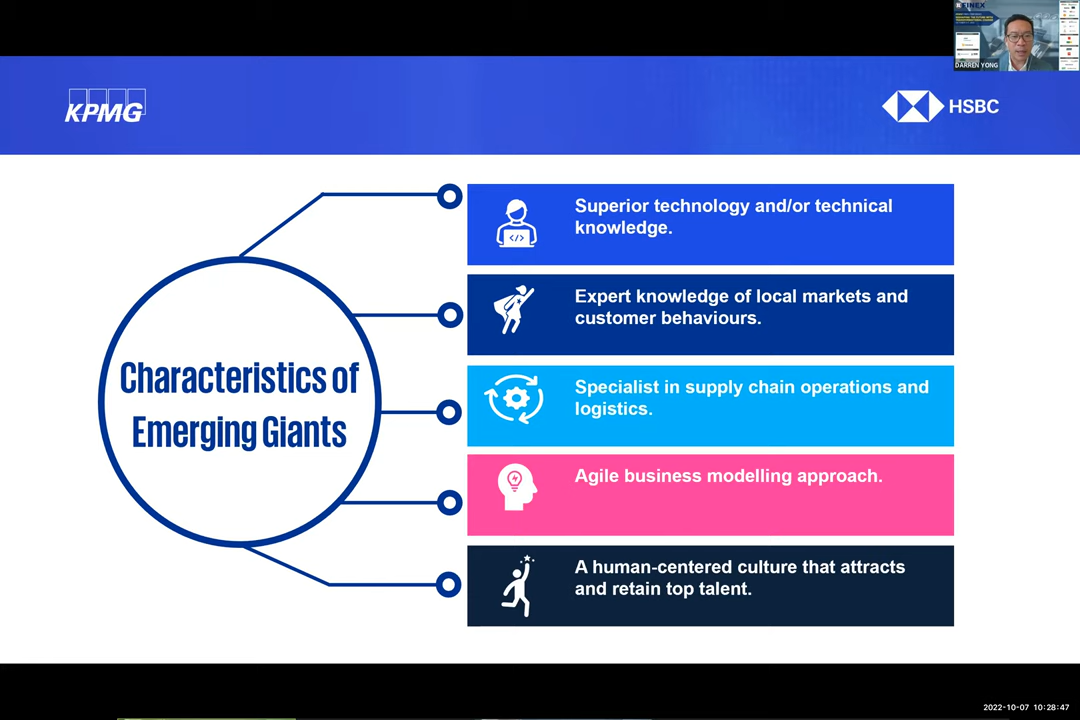 KPMG
HSBC
DARREN YONG
Characteristics of
Emerging Giants
Superior technology and/or technical
knowledge.
Expert knowledge of local markets and
customer behaviours.
Specialist in supply chain operations and
logistics.
Agile business modelling approach.
A human-centered culture that attracts
and retain top talent.
2022-10-07 10:28:47